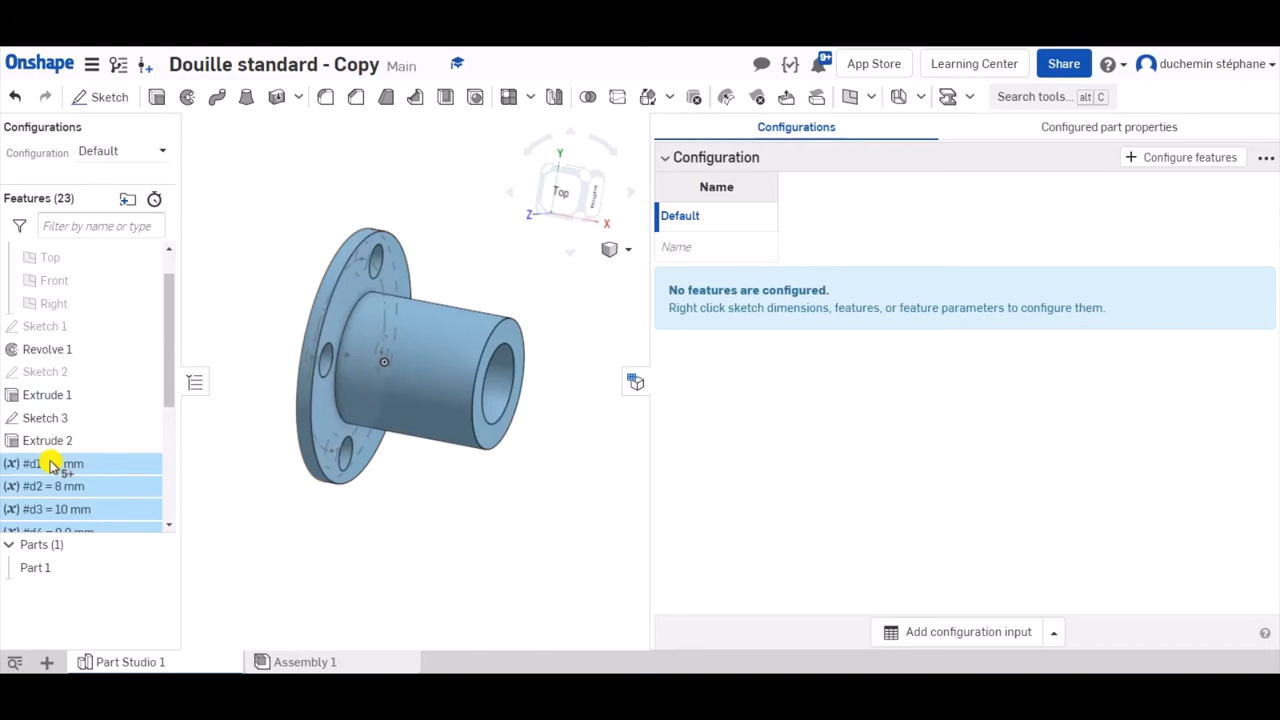 Onshape
Douille standard - Copy Main
9+
App Store
Learning Center
Share
duchemin stéphane
Sketch
Search tools... alt C
Configurations
Configuration Default
Features (23)
Filter by name or type
Top
Front
Right
Sketch 1
Revolve 1
Sketch 2
Extrude 1
Sketch 3
Extrude 2
(x) #d1 mm
5+
(x) #d2 = 8 mm
(x) #d3 = 10 mm
Parts (1)
Part 1
Y
Top
Right
Z
X
Configurations
Configured part properties
Configuration
+ Configure features
Name
Default
Name
No features are configured.
Right click sketch dimensions, features, or feature parameters to configure them.
Add configuration input
Part Studio 1
Assembly 1